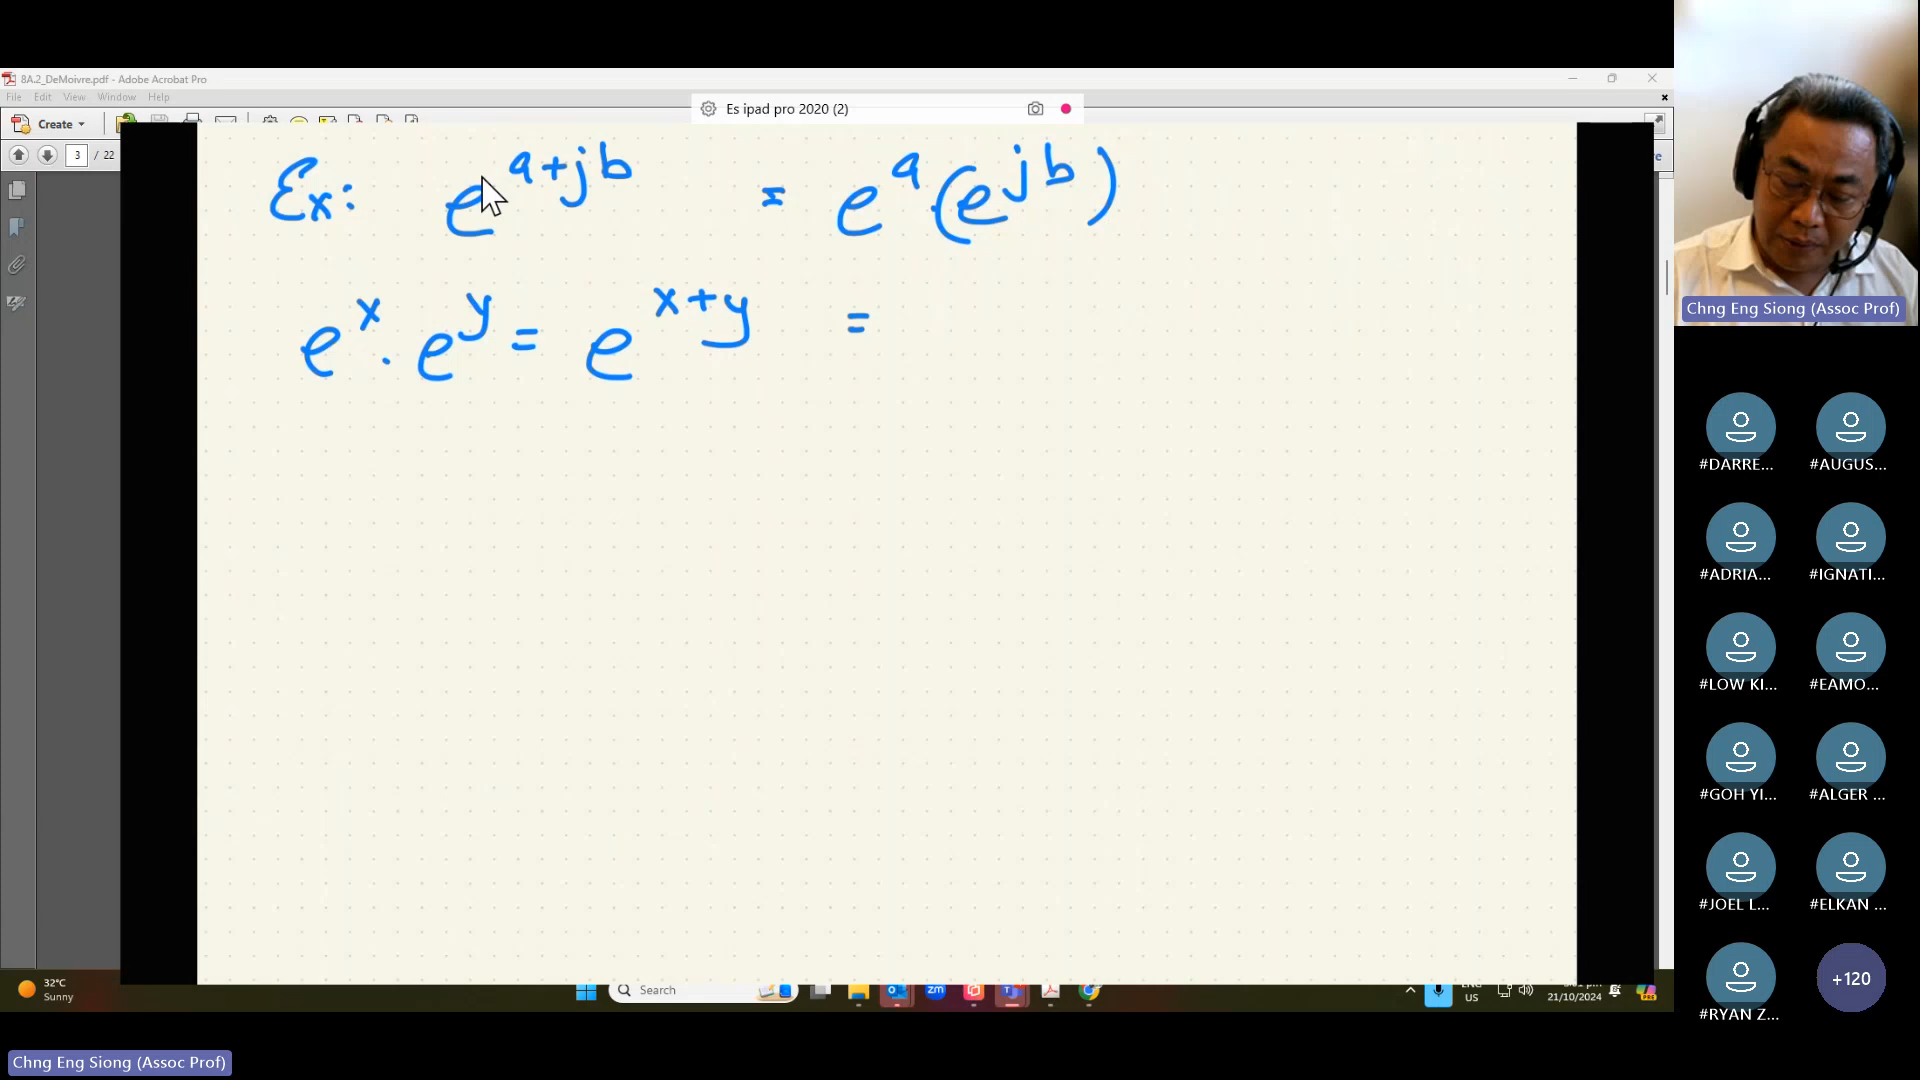 8A.2_DeMoivre.pdf - Adobe Acrobat Pro
File Edit View Window Help
Es ipad pro 2020 (2)
Create
3 / 22
Ex: e^{a+jb} = e^a.(e^{jb})
e^x . e^y = e^{x+y} =
Chng Eng Siong (Assoc Prof)
#DARRE... #AUGUS...
#ADRIA... #IGNATI...
#LOW KI... #EAMO...
#GOH YI... #ALGER ...
#JOEL L... #ELKAN ...
#RYAN Z... +120
32°C
Sunny
Search
zm
US
21/10/2024
Chng Eng Siong (Assoc Prof)